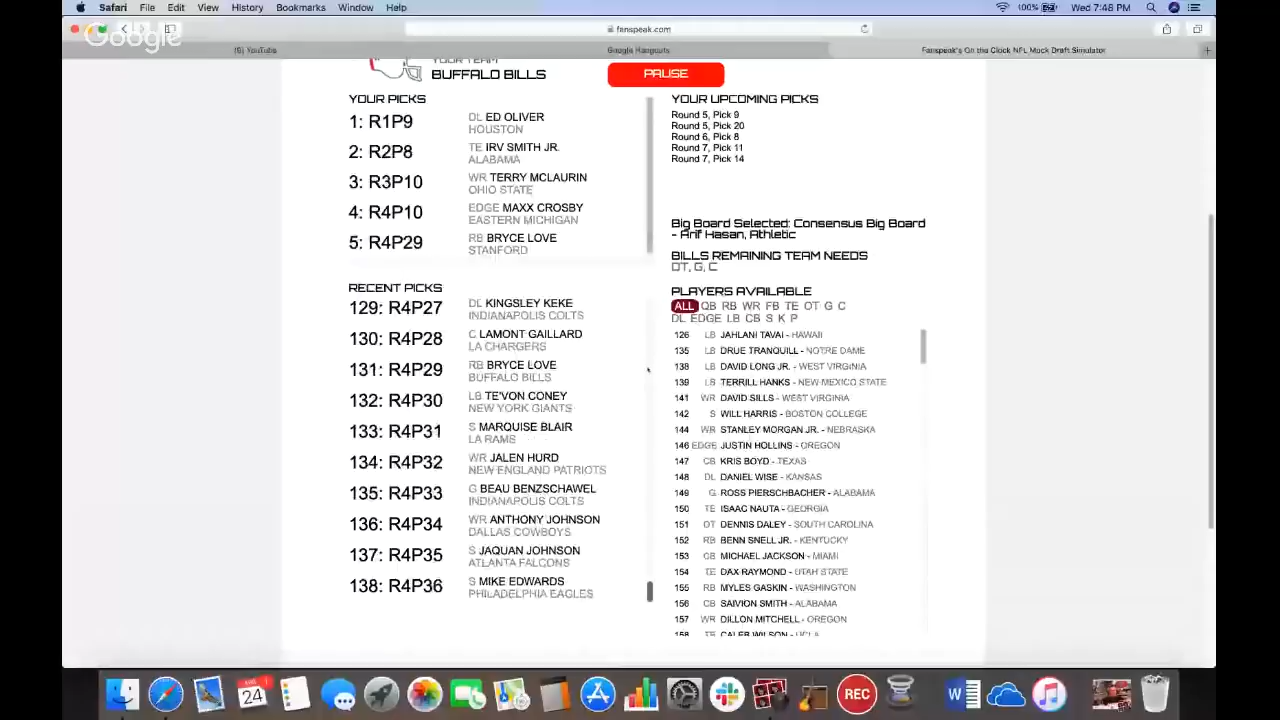 Safari File Edit View History Bookmarks Window Help 100% Wed 7:48 PM
Google
fanspeak.com
(5) YouTube Google Hangouts Fanspeak's On the Clock NFL Mock Draft Simulator +
YOUR TEAM
BUFFALO BILLS
PAUSE
YOUR PICKS
1: R1P9 DL ED OLIVER
HOUSTON
2: R2P8 TE IRV SMITH JR.
ALABAMA
3: R3P10 WR TERRY MCLAURIN
OHIO STATE
4: R4P10 EDGE MAXX CROSBY
EASTERN MICHIGAN
5: R4P29 RB BRYCE LOVE
STANFORD
RECENT PICKS
129: R4P27 DL KINGSLEY KEKE
INDIANAPOLIS COLTS
130: R4P28 C LAMONT GAILLARD
LA CHARGERS
131: R4P29 RB BRYCE LOVE
BUFFALO BILLS
132: R4P30 LB TE'VON CONEY
NEW YORK GIANTS
133: R4P31 S MARQUISE BLAIR
LA RAMS
134: R4P32 WR JALEN HURD
NEW ENGLAND PATRIOTS
135: R4P33 G BEAU BENZSCHAWEL
INDIANAPOLIS COLTS
136: R4P34 WR ANTHONY JOHNSON
DALLAS COWBOYS
137: R4P35 S JAQUAN JOHNSON
ATLANTA FALCONS
138: R4P36 S MIKE EDWARDS
PHILADELPHIA EAGLES
YOUR UPCOMING PICKS
Round 5, Pick 9
Round 5, Pick 20
Round 6, Pick 8
Round 7, Pick 11
Round 7, Pick 14
Big Board Selected: Consensus Big Board
- Arif Hasan, Athletic
BILLS REMAINING TEAM NEEDS
OT, G, C
PLAYERS AVAILABLE
ALL QB RB WR FB TE OT G C
DL EDGE LB CB S K P
126 LB JAHLANI TAVAI - HAWAII
135 LB DRUE TRANQUILL - NOTRE DAME
138 LB DAVID LONG JR. - WEST VIRGINIA
139 LB TERRILL HANKS - NEW MEXICO STATE
141 WR DAVID SILLS - WEST VIRGINIA
142 S WILL HARRIS - BOSTON COLLEGE
144 WR STANLEY MORGAN JR. - NEBRASKA
146 EDGE JUSTIN HOLLINS - OREGON
147 CB KRIS BOYD - TEXAS
148 DL DANIEL WISE - KANSAS
149 G ROSS PIERSCHBACHER - ALABAMA
150 TE ISAAC NAUTA - GEORGIA
151 OT DENNIS DALEY - SOUTH CAROLINA
152 RB BENN SNELL JR. - KENTUCKY
153 CB MICHAEL JACKSON - MIAMI
154 TE DAX RAYMOND - UTAH STATE
155 RB MYLES GASKIN - WASHINGTON
156 CB SAIVION SMITH - ALABAMA
157 WR DILLON MITCHELL - OREGON
158 TE CALEB WILSON - UCLA
24
REC
W